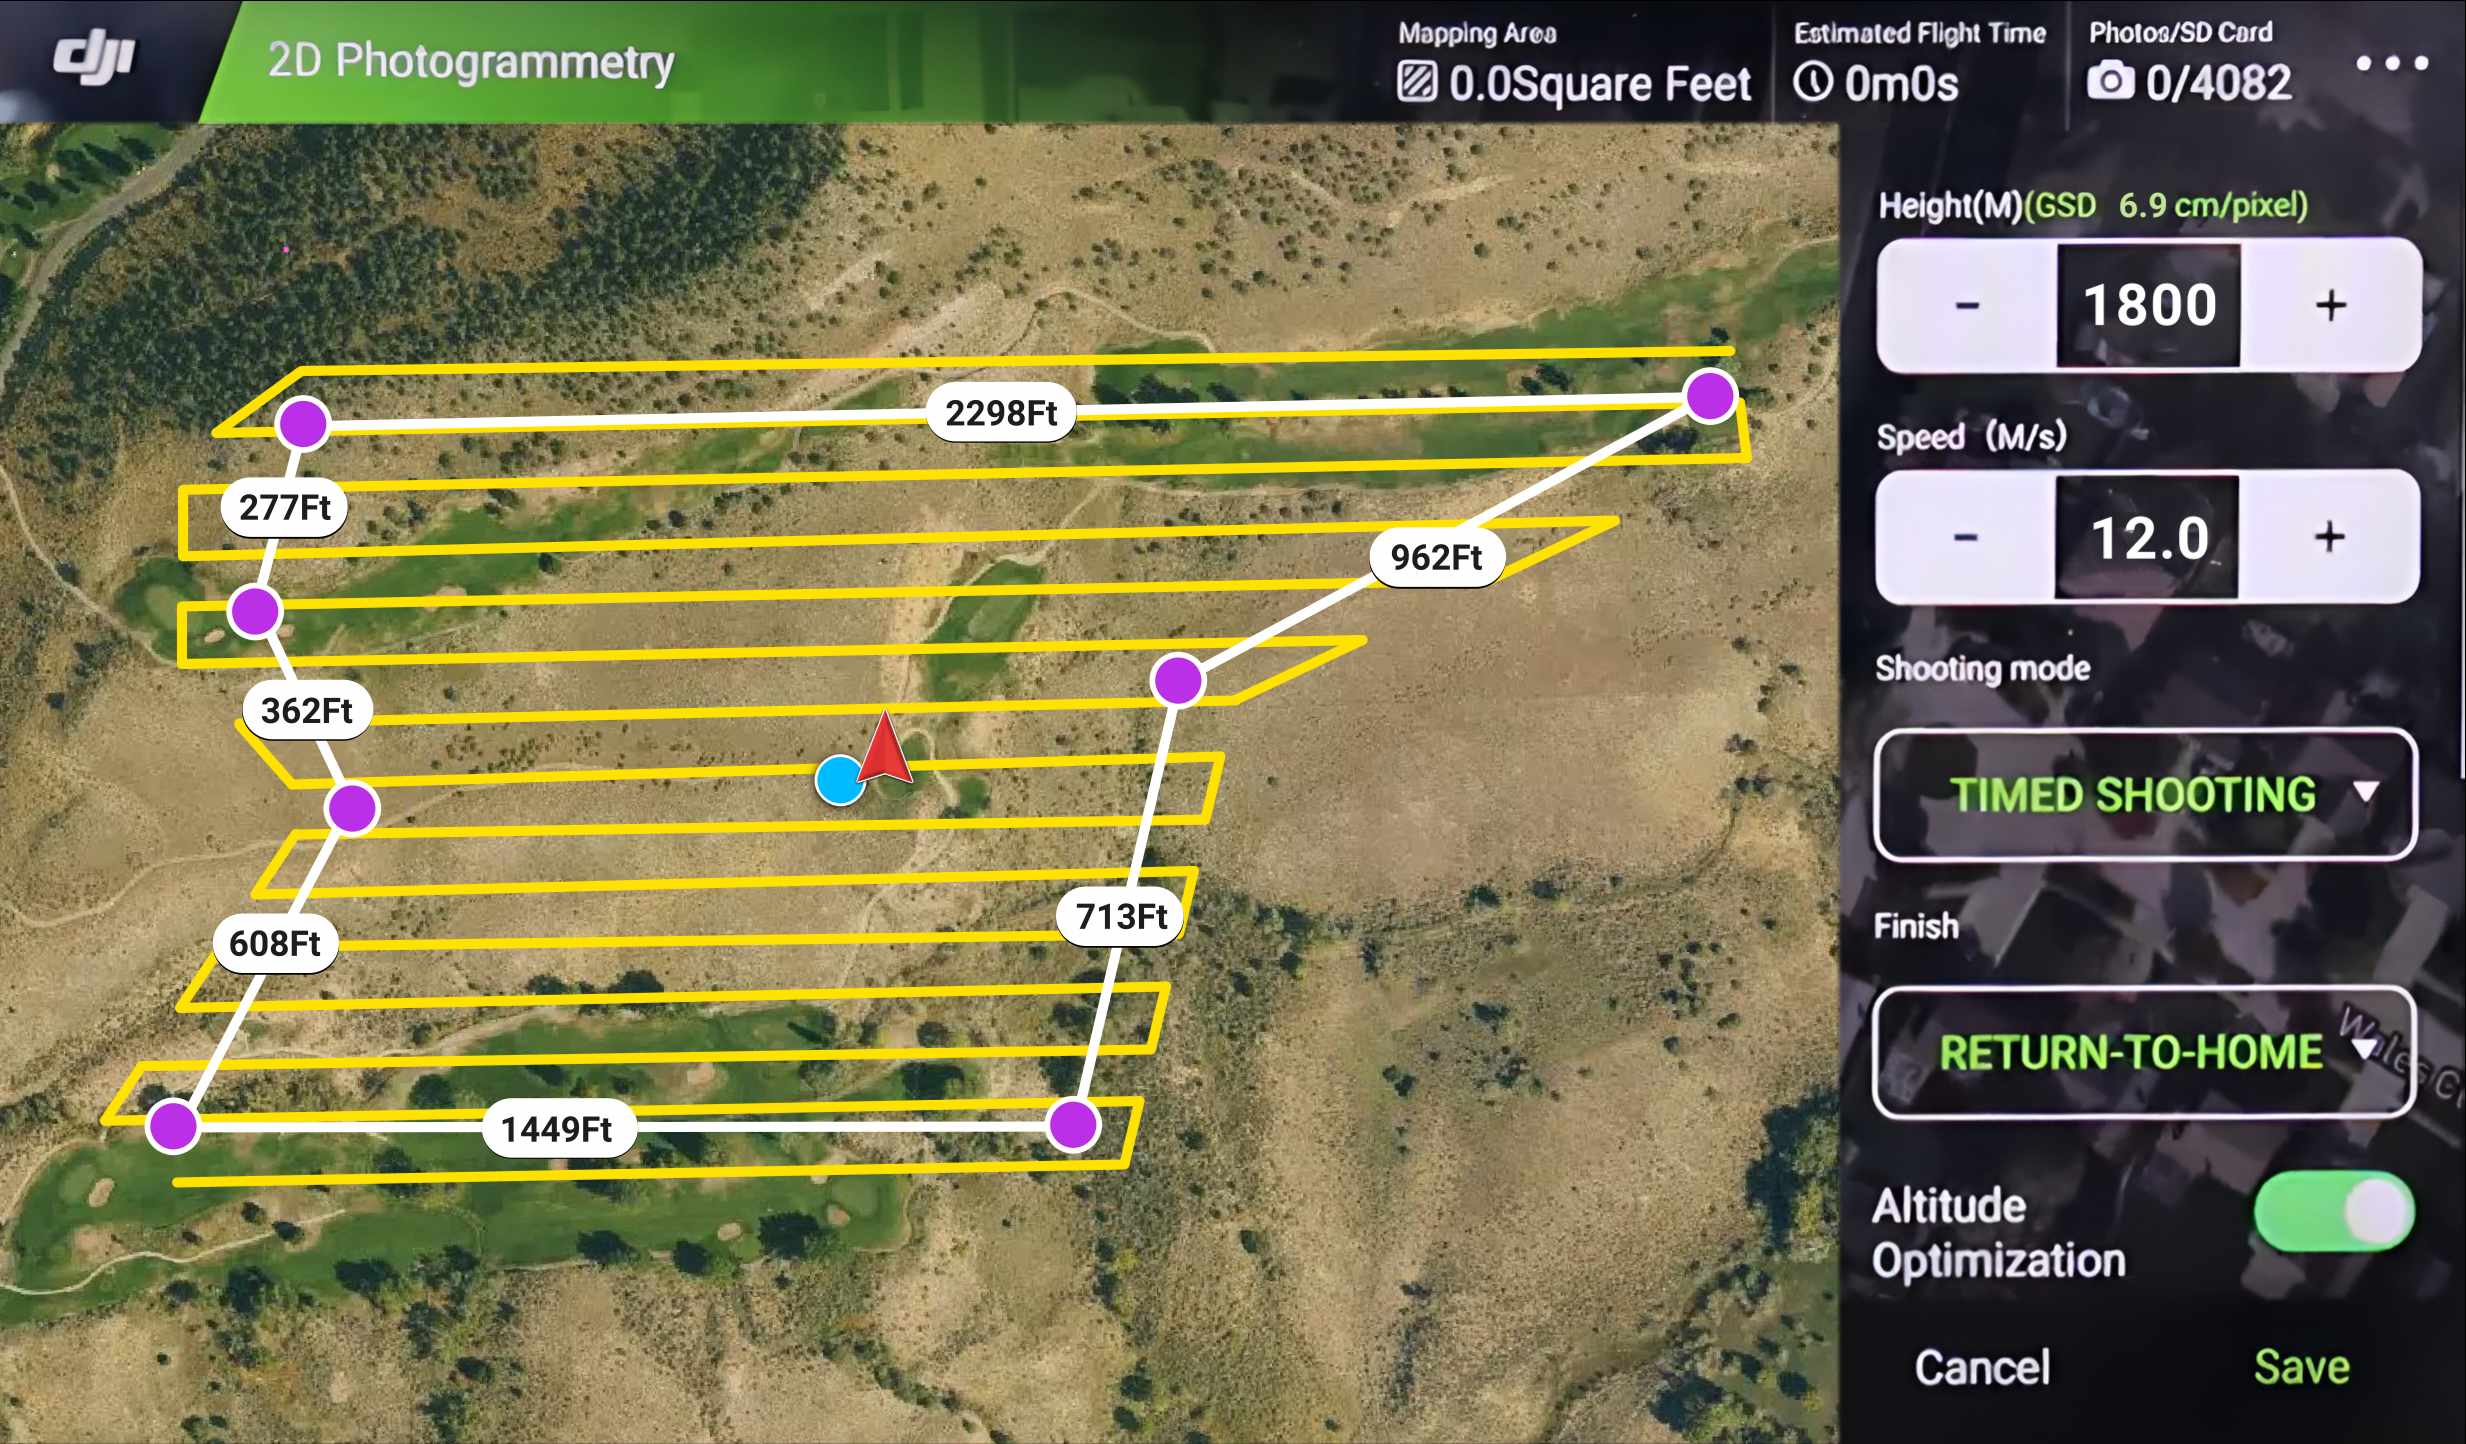 dji
2D Photogrammetry
Mapping Area
0.0Square Feet
Estimated Flight Time
0m0s
Photos/SD Card
0/4082
Height(M)(GSD 6.9 cm/pixel)
- 1800 +
Speed (M/s)
- 12.0 +
Shooting mode
TIMED SHOOTING
Finish
RETURN-TO-HOME
Altitude
Optimization
Cancel
Save
2298Ft
277Ft
962Ft
362Ft
713Ft
608Ft
1449Ft